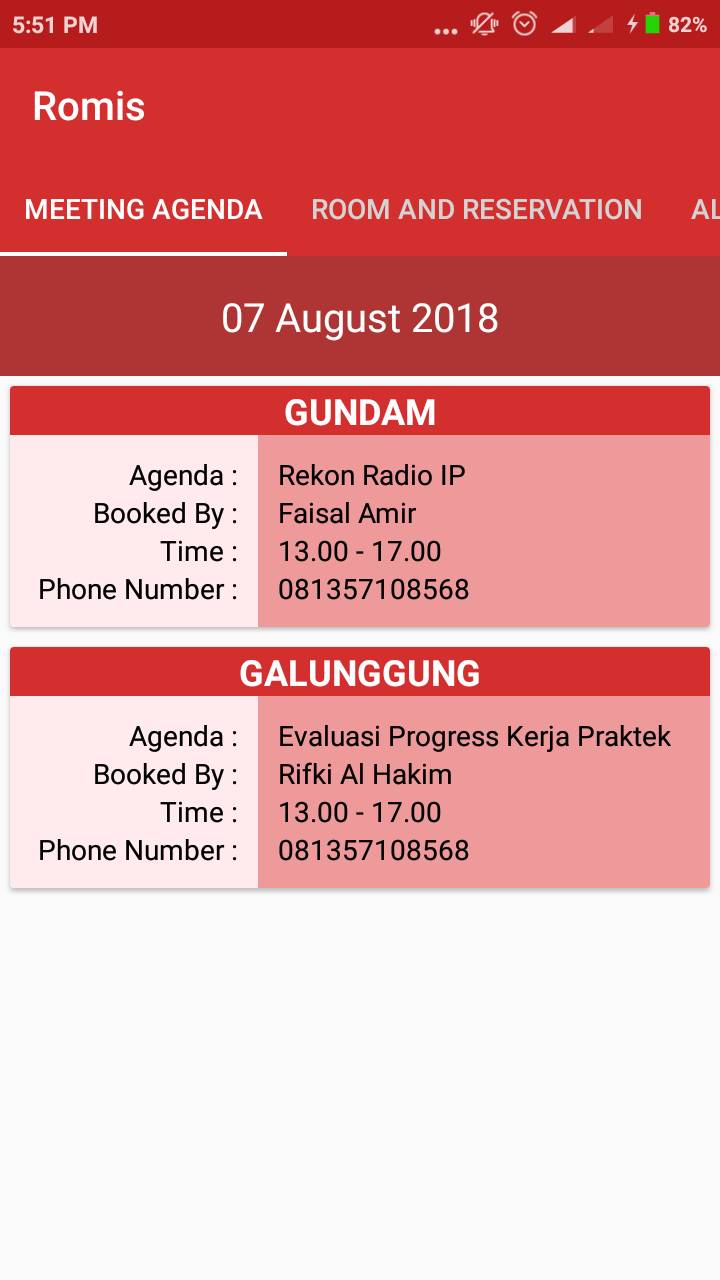 5:51 PM
82%
Romis
MEETING AGENDA ROOM AND RESERVATION AL
07 August 2018
GUNDAM
Agenda : Rekon Radio IP
Booked By : Faisal Amir
Time : 13.00 - 17.00
Phone Number : 081357108568
GALUNGGUNG
Agenda : Evaluasi Progress Kerja Praktek
Booked By : Rifki Al Hakim
Time : 13.00 - 17.00
Phone Number : 081357108568